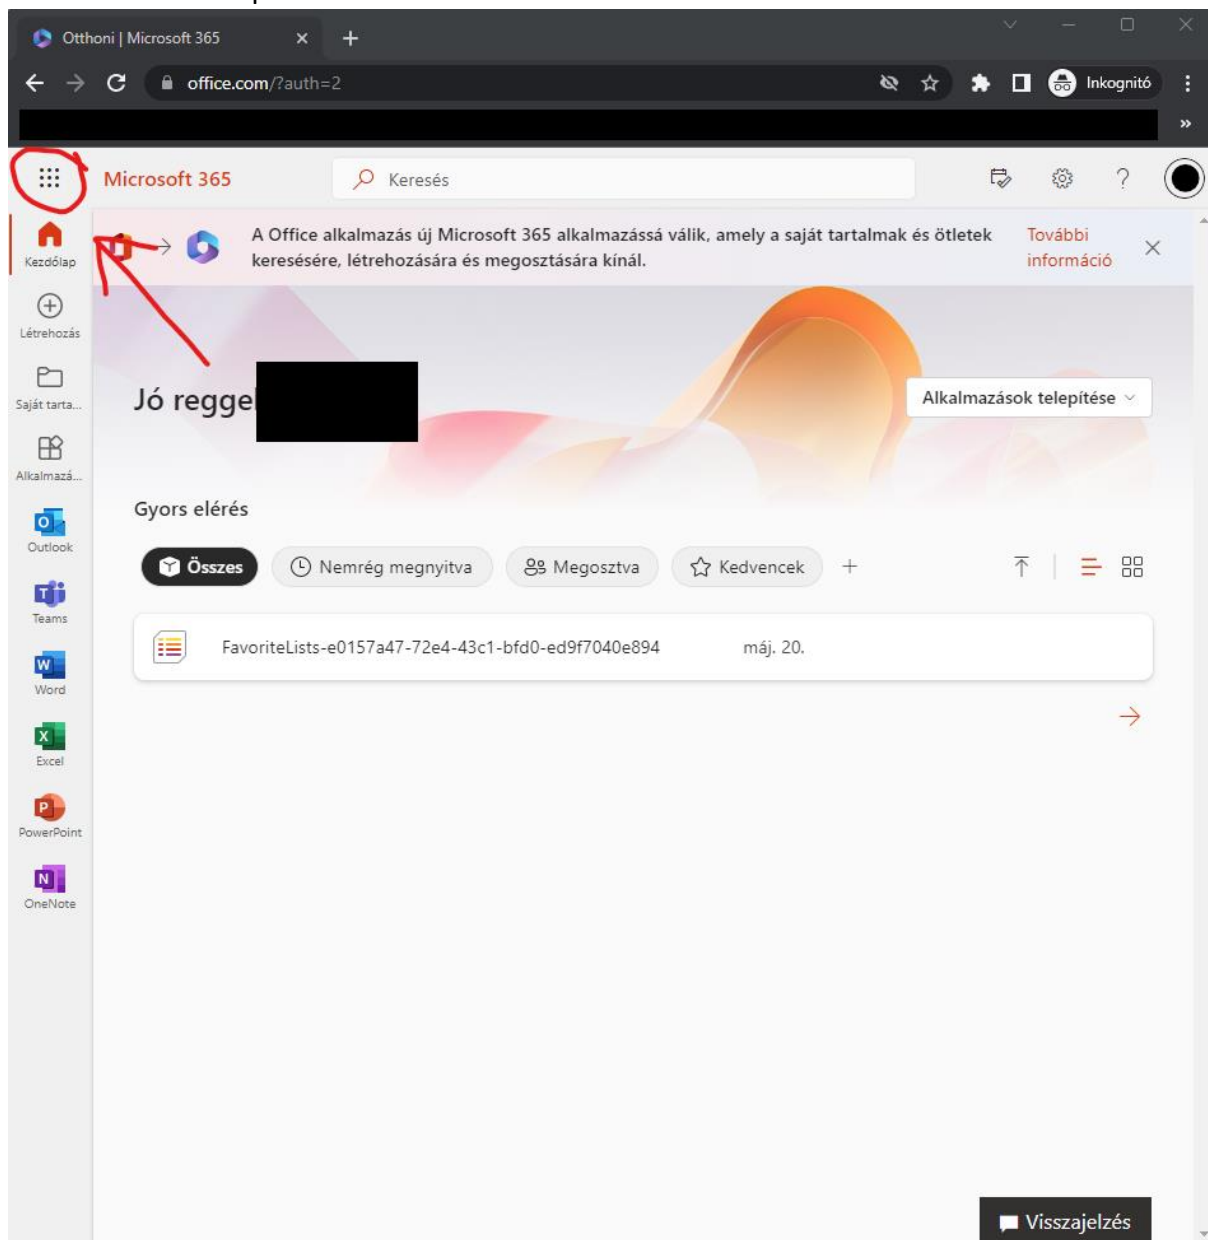 Otthoni | Microsoft 365
office.com/?auth=2
Inkognitó
Microsoft 365
Keresés
A Office alkalmazás új Microsoft 365 alkalmazássá válik, amely a saját tartalmak és ötletek
keresésére, létrehozására és megosztására kínál.
További
információ
Kezdőlap
Létrehozás
Saját tarta...
Alkalmazá...
Outlook
Teams
Word
Excel
PowerPoint
OneNote
Jó regge
Alkalmazások telepítése
Gyors elérés
Összes
Nemrég megnyitva
Megosztva
Kedvencek
FavoriteLists-e0157a47-72e4-43c1-bfd0-ed9f7040e894
máj. 20.
Visszajelzés